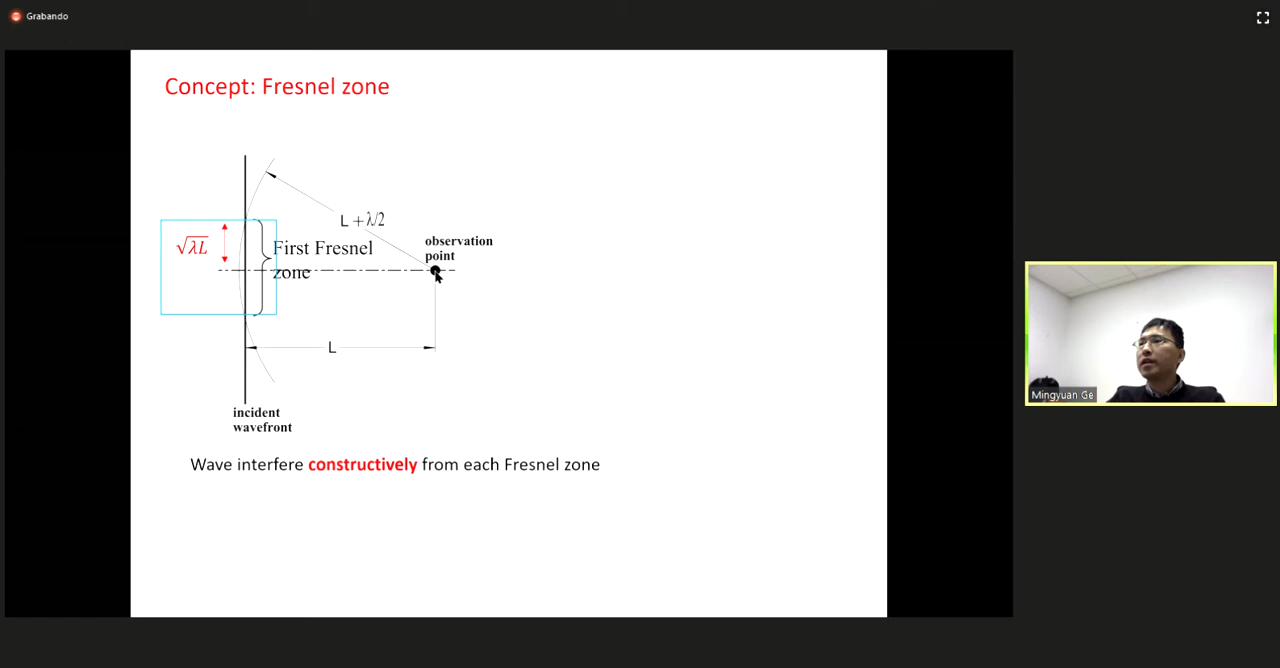 Grabando
Concept: Fresnel zone
L + λ/2
√λL
First Fresnel
zone
observation
point
L
incident
wavefront
Mingyuan Ge
Wave interfere constructively from each Fresnel zone